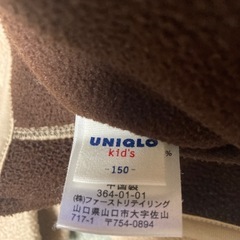 UNIQLO
kid's
-150-
%
中国製
364-01-01
(株)ファーストリテイリング
山口県山口市大字佐山
717-1 〒754-0894